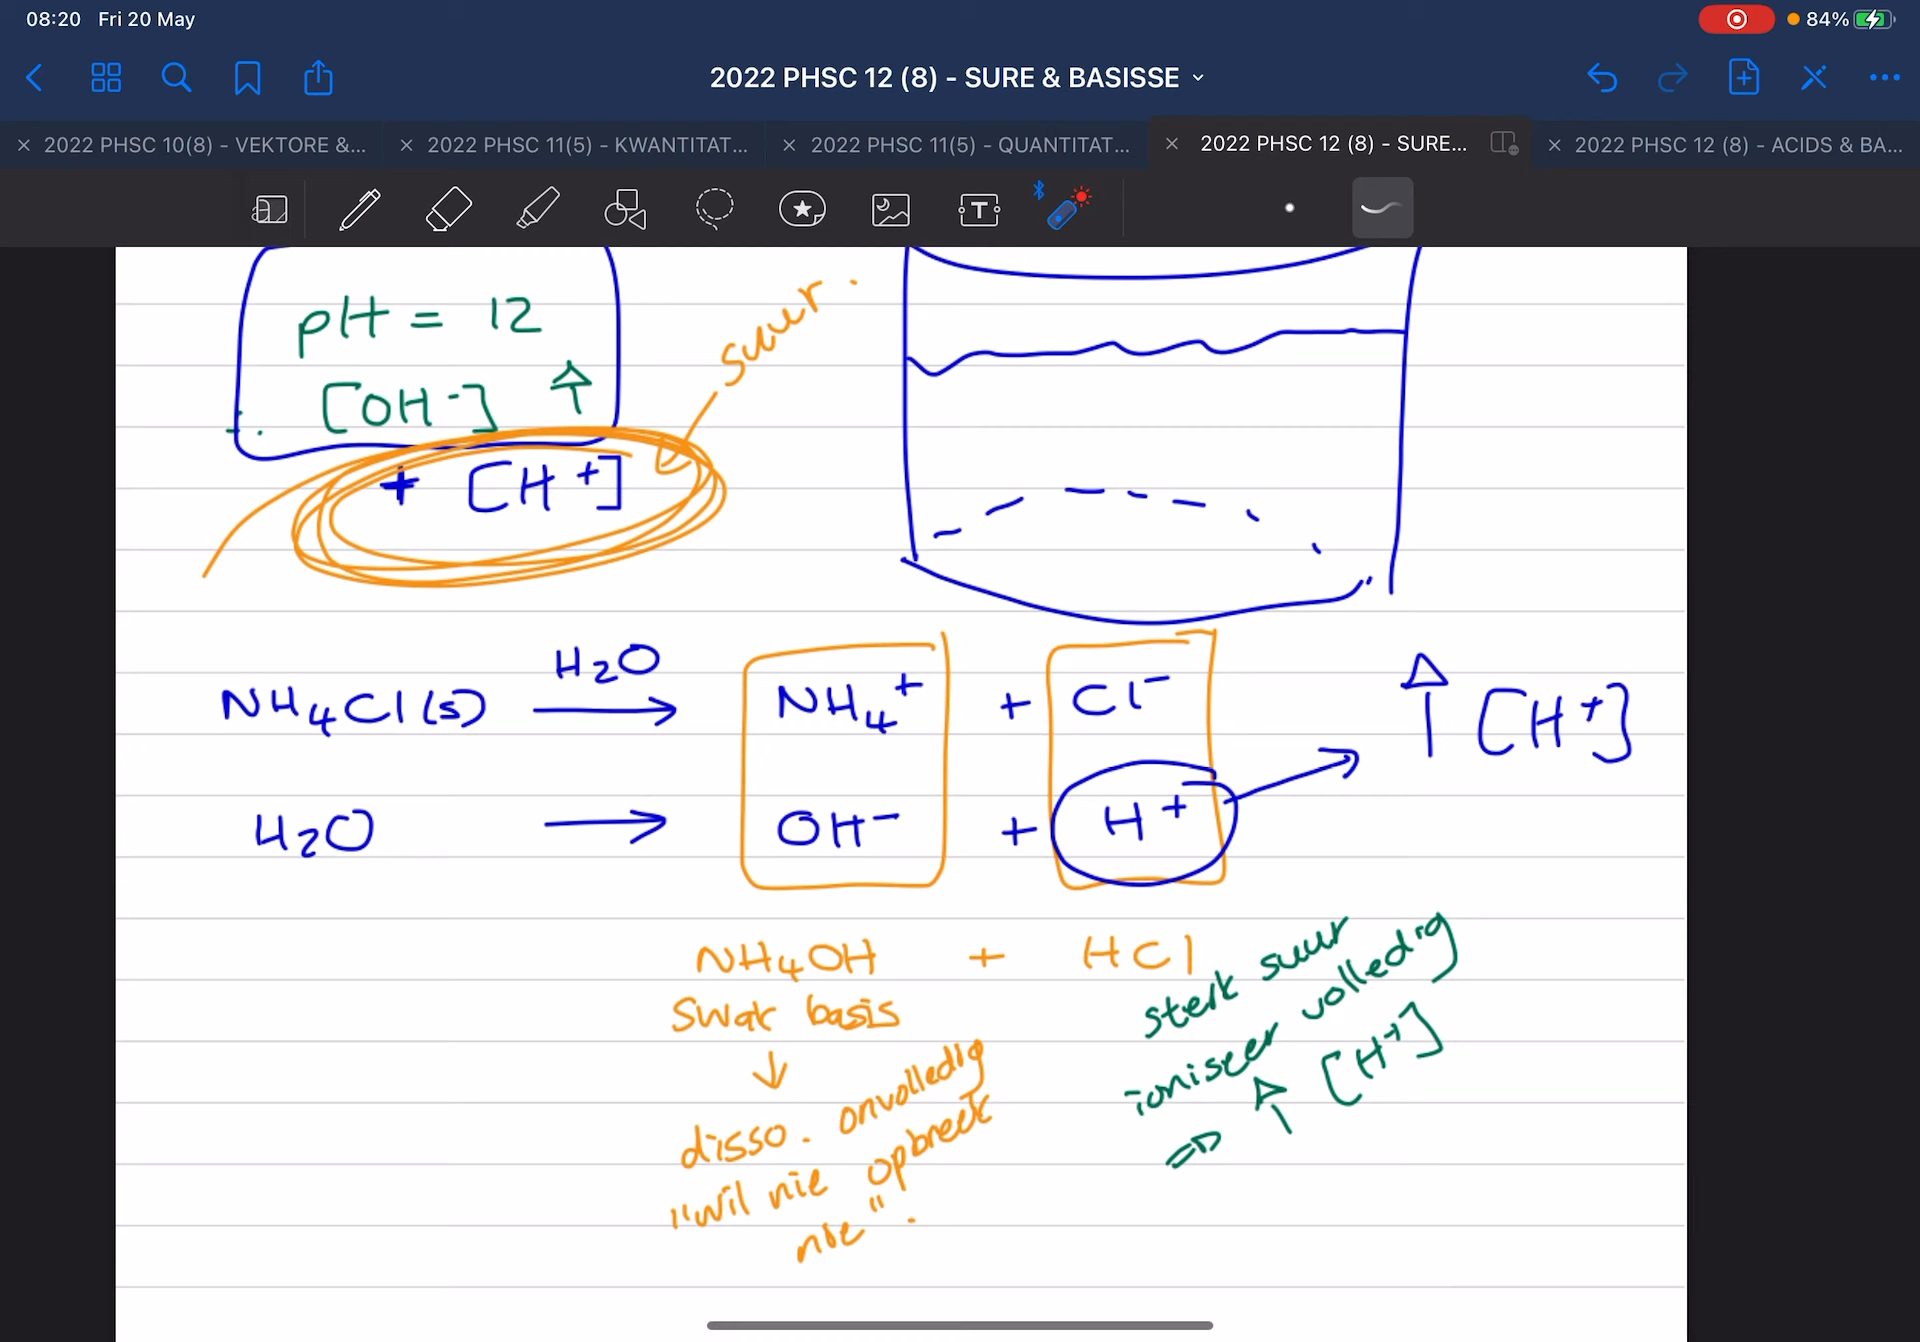 08:20 Fri 20 May
84%
2022 PHSC 12 (8) - SURE & BASISSE
2022 PHSC 10(8) - VEKTORE &...
2022 PHSC 11(5) - KWANTITAT...
2022 PHSC 11(5) - QUANTITAT...
2022 PHSC 12 (8) - SURE...
2022 PHSC 12 (8) - ACIDS & BA...
T
pH = 12
∴ [OH⁻] ↑
+ [H⁺]
suur.
NH₄Cl(s) H₂O → NH₄⁺ + Cl⁻ ↑ [H⁺]
H₂O → OH⁻ + H⁺
NH₄OH + HCl
swak basis
↓
disso. onvolledig
"wil nie opbreek
nie".
sterk suur
ioniseer volledig
⇒ ↑ [H⁺]